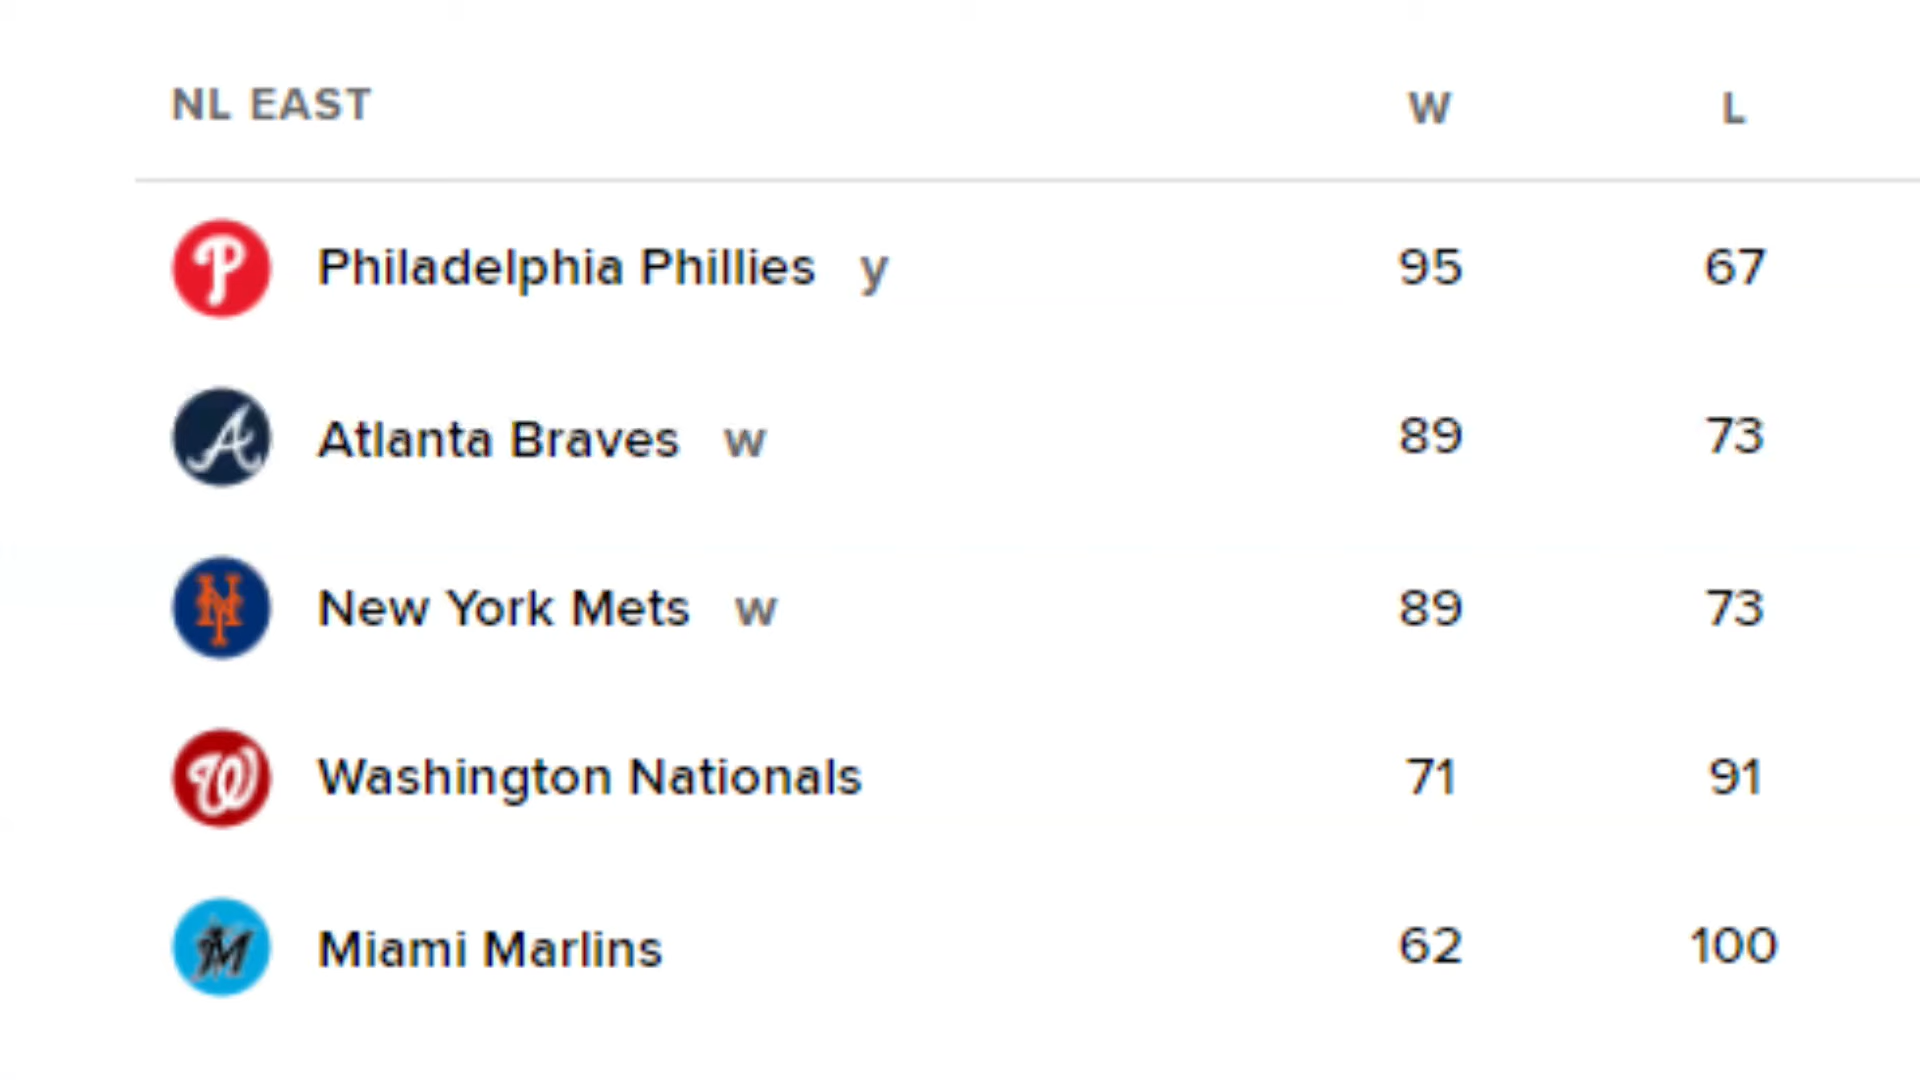 NL EAST W L
Philadelphia Phillies y 95 67
Atlanta Braves w 89 73
New York Mets w 89 73
Washington Nationals 71 91
Miami Marlins 62 100